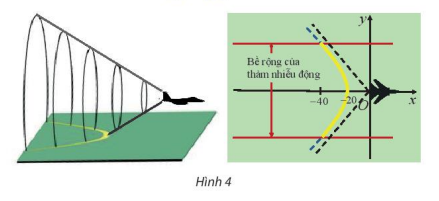 y
Bề rộng của
thảm nhiễu động
−40
−20
O
x
Hình 4